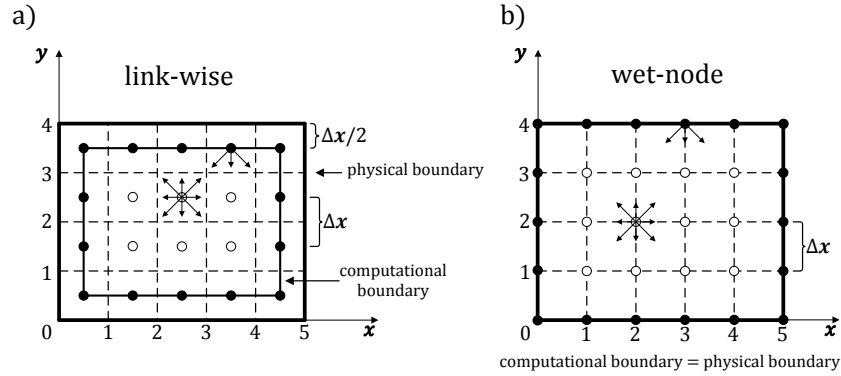 a)
link-wise
y
4
3
2
1
0
1
2
3
4
5
x
Δx/2
physical boundary
Δx
computational
boundary
b)
wet-node
y
4
3
2
1
0
1
2
3
4
5
x
Δx
computational boundary = physical boundary